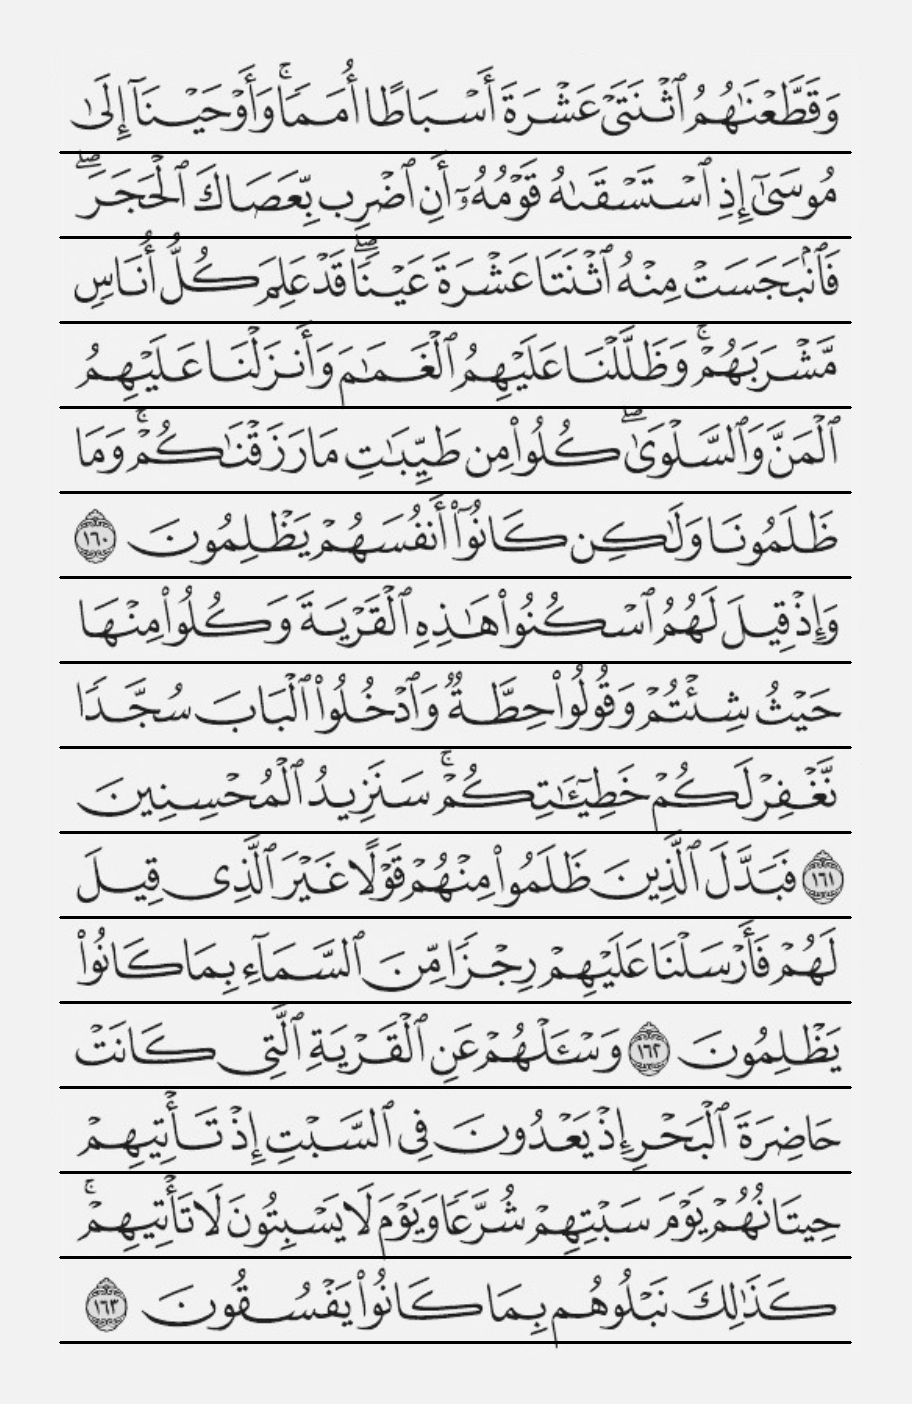 وَقَطَّعْنَٰهُمُ ٱثْنَتَىْ عَشْرَةَ أَسْبَاطًا أُمَمًاۚ وَأَوْحَيْنَآ إِلَىٰ
مُوسَىٰٓ إِذِ ٱسْتَسْقَىٰهُ قَوْمُهُۥٓ أَنِ ٱضْرِب بِّعَصَاكَ ٱلْحَجَرَۖ
فَٱنۢبَجَسَتْ مِنْهُ ٱثْنَتَا عَشْرَةَ عَيْنًاۖ قَدْ عَلِمَ كُلُّ أُنَاسٍ
مَّشْرَبَهُمْۚ وَظَلَّلْنَا عَلَيْهِمُ ٱلْغَمَٰمَ وَأَنزَلْنَا عَلَيْهِمُ
ٱلْمَنَّ وَٱلسَّلْوَىٰۖ كُلُوا۟ مِن طَيِّبَٰتِ مَا رَزَقْنَٰكُمْۚ وَمَا
ظَلَمُونَا وَلَٰكِن كَانُوٓا۟ أَنفُسَهُمْ يَظْلِمُونَ ١٦٠
وَإِذْ قِيلَ لَهُمُ ٱسْكُنُوا۟ هَٰذِهِ ٱلْقَرْيَةَ وَكُلُوا۟ مِنْهَا
حَيْثُ شِئْتُمْ وَقُولُوا۟ حِطَّةٌ وَٱدْخُلُوا۟ ٱلْبَابَ سُجَّدًا
نَّغْفِرْ لَكُمْ خَطِيٓـَٰٔتِكُمْۚ سَنَزِيدُ ٱلْمُحْسِنِينَ
١٦١ فَبَدَّلَ ٱلَّذِينَ ظَلَمُوا۟ مِنْهُمْ قَوْلًا غَيْرَ ٱلَّذِى قِيلَ
لَهُمْ فَأَرْسَلْنَا عَلَيْهِمْ رِجْزًا مِّنَ ٱلسَّمَآءِ بِمَا كَانُوا۟
يَظْلِمُونَ ١٦٢ وَسْـَٔلْهُمْ عَنِ ٱلْقَرْيَةِ ٱلَّتِى كَانَتْ
حَاضِرَةَ ٱلْبَحْرِ إِذْ يَعْدُونَ فِى ٱلسَّبْتِ إِذْ تَأْتِيهِمْ
حِيتَانُهُمْ يَوْمَ سَبْتِهِمْ شُرَّعًا وَيَوْمَ لَا يَسْبِتُونَ لَا تَأْتِيهِمْۚ
كَذَٰلِكَ نَبْلُوهُم بِمَا كَانُوا۟ يَفْسُقُونَ ١٦٣